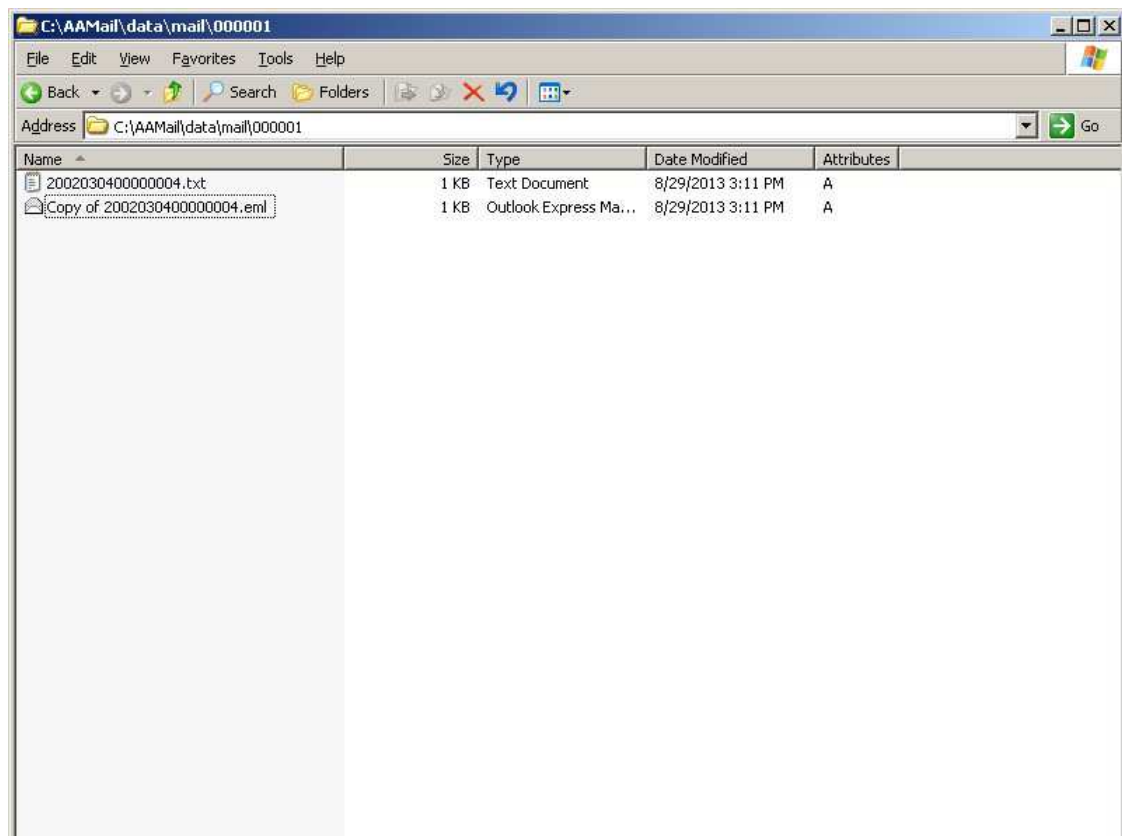 C:\AAMail\data\mail\000001
File Edit View Favorites Tools Help
Back Search Folders
Address C:\AAMail\data\mail\000001 Go
Name Size Type Date Modified Attributes
2002030400000004.txt 1 KB Text Document 8/29/2013 3:11 PM A
Copy of 2002030400000004.eml 1 KB Outlook Express Ma... 8/29/2013 3:11 PM A